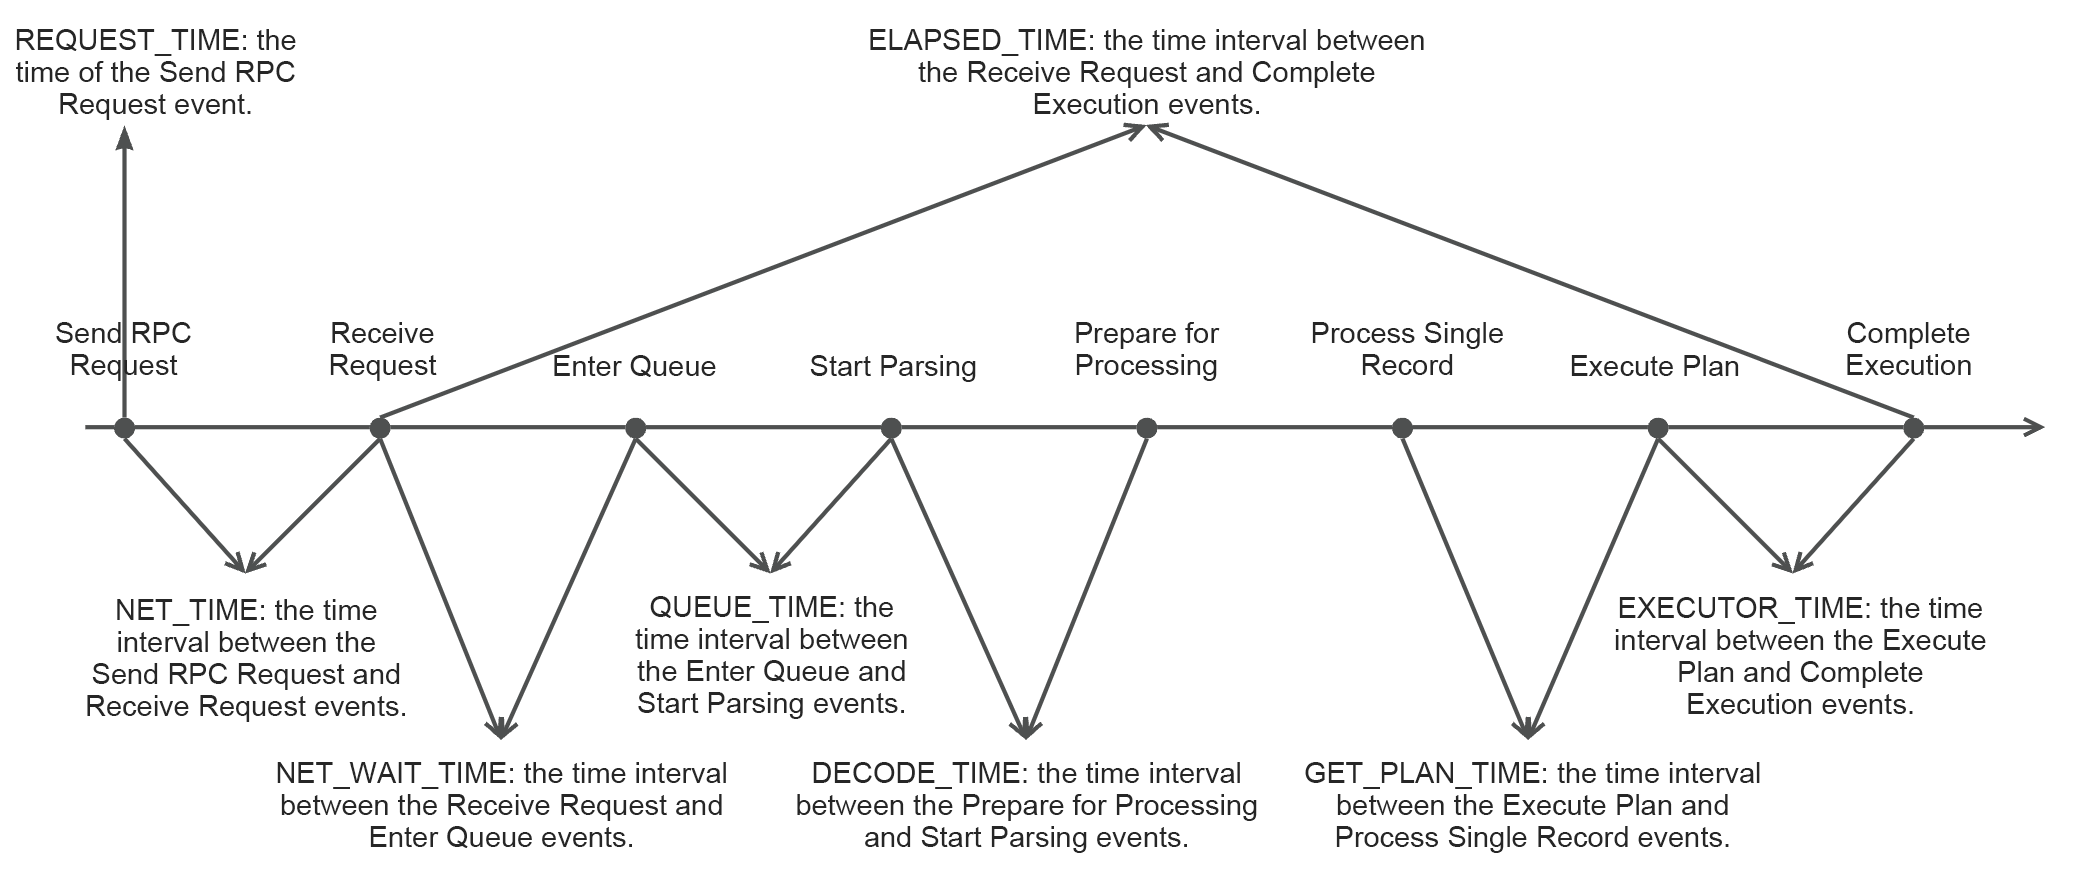 REQUEST_TIME: the
time of the Send RPC
Request event.
ELAPSED_TIME: the time interval between
the Receive Request and Complete
Execution events.
Send RPC
Request
Receive
Request
Enter Queue
Start Parsing
Prepare for
Processing
Process Single
Record
Execute Plan
Complete
Execution
NET_TIME: the time
interval between the
Send RPC Request and
Receive Request events.
QUEUE_TIME: the
time interval between
the Enter Queue and
Start Parsing events.
EXECUTOR_TIME: the time
interval between the Execute
Plan and Complete
Execution events.
NET_WAIT_TIME: the time interval
between the Receive Request and
Enter Queue events.
DECODE_TIME: the time interval
between the Prepare for Processing
and Start Parsing events.
GET_PLAN_TIME: the time interval
between the Execute Plan and
Process Single Record events.